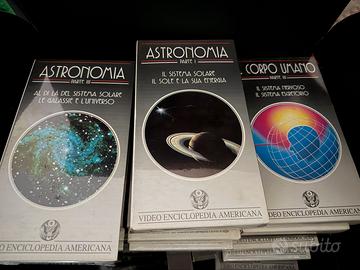 ASTRONOMIA
PARTE III
AL DI LÀ DEL SISTEMA SOLARE
LE GALASSIE E L'UNIVERSO
VIDEO ENCICLOPEDIA AMERICANA
ASTRONOMIA
PARTE I
IL SISTEMA SOLARE
IL SOLE E LA SUA ENERGIA
VIDEO ENCICLOPEDIA AMERICANA
IL CORPO UMANO
IL SISTEMA NERVOSO
IL SISTEMA ESCRETORIO
VIDEO ENCICLOPEDIA AMERICANA
subito